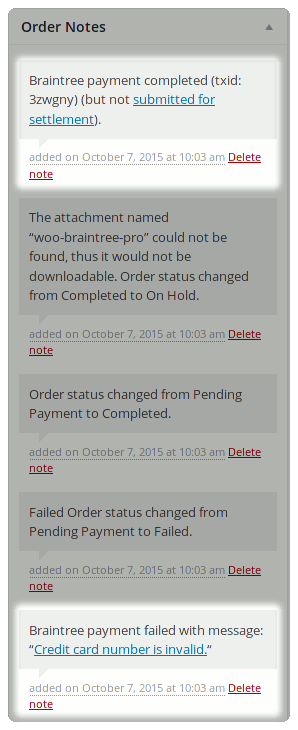 Order Notes
Braintree payment completed (txid:
3zwgny) (but not submitted for
settlement).
added on October 7, 2015 at 10:03 am Delete
note
The attachment named
“woo-braintree-pro” could not be
found, thus it would not be
downloadable. Order status changed
from Completed to On Hold.
added on October 7, 2015 at 10:03 am Delete
note
Order status changed from Pending
Payment to Completed.
added on October 7, 2015 at 10:03 am Delete
note
Failed Order status changed from
Pending Payment to Failed.
added on October 7, 2015 at 10:03 am Delete
note
Braintree payment failed with message:
“Credit card number is invalid.“
added on October 7, 2015 at 10:03 am Delete
note